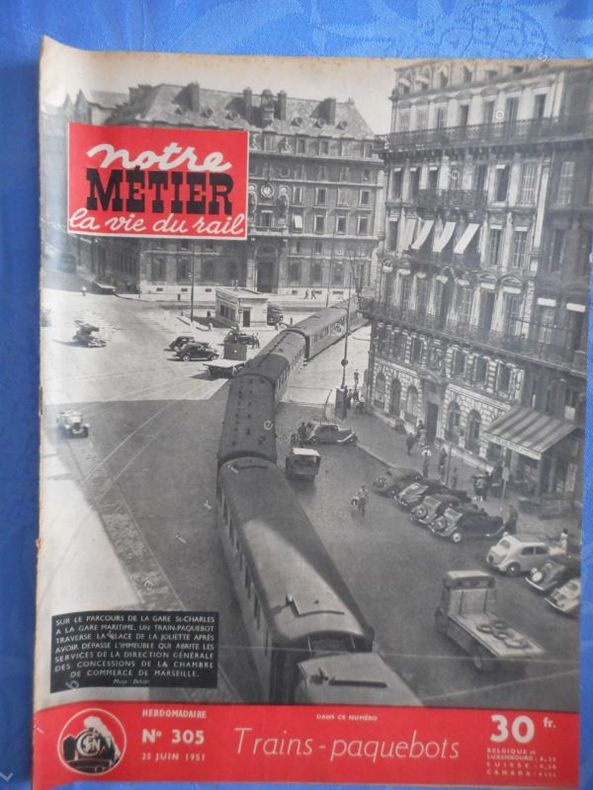 notre
MÉTIER
la vie du rail
SUR LE PARCOURS DE LA GARE St-CHARLES
A LA GARE MARITIME, UN TRAIN-PAQUEBOT
TRAVERSE LA PLACE DE LA JOLIETTE APRÈS
AVOIR DÉPASSÉ L'IMMEUBLE QUI ABRITE LES
SERVICES DE LA DIRECTION GÉNÉRALE
DES CONCESSIONS DE LA CHAMBRE
DE COMMERCE DE MARSEILLE.
HEBDOMADAIRE
N° 305
25 JUIN 1951
DANS CE NUMÉRO
Trains-paquebots
30 fr.
BELGIQUE et
LUXEMBOURG:
SUISSE:
CANADA: